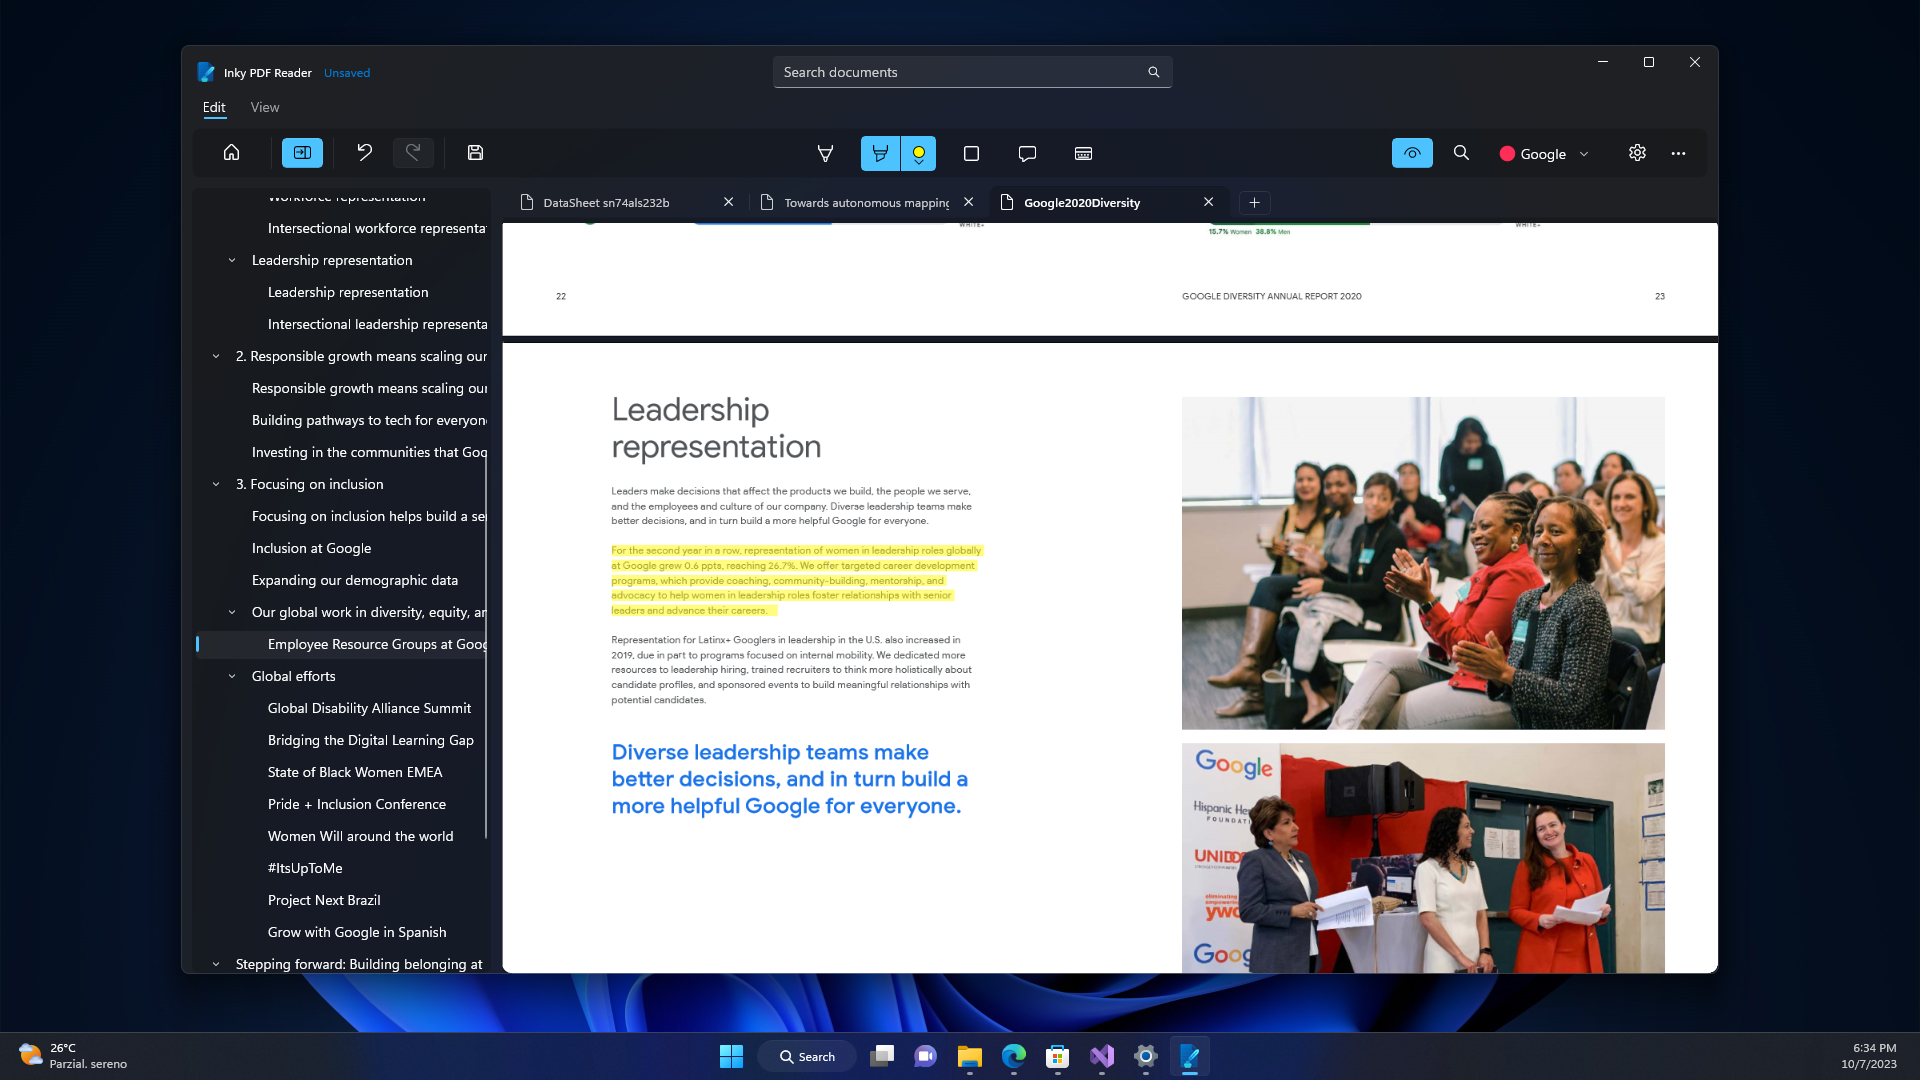 Inky PDF Reader Unsaved
Search documents
Edit View
Google
DataSheet sn74als232b
Towards autonomous mapping
Google2020Diversity
Workforce representation
Intersectional workforce representa
Leadership representation
Leadership representation
Intersectional leadership representa
2. Responsible growth means scaling our
Responsible growth means scaling our
Building pathways to tech for everyone
Investing in the communities that Goo
3. Focusing on inclusion
Focusing on inclusion helps build a se
Inclusion at Google
Expanding our demographic data
Our global work in diversity, equity, an
Employee Resource Groups at Goog
Global efforts
Global Disability Alliance Summit
Bridging the Digital Learning Gap
State of Black Women EMEA
Pride + Inclusion Conference
Women Will around the world
#ItsUpToMe
Project Next Brazil
Grow with Google in Spanish
Stepping forward: Building belonging at
WHITE+
15.7% Women 38.8% Men
WHITE+
22
GOOGLE DIVERSITY ANNUAL REPORT 2020
23
Leadership
representation
Leaders make decisions that affect the products we build, the people we serve,
and the employees and culture of our company. Diverse leadership teams make
better decisions, and in turn build a more helpful Google for everyone.
For the second year in a row, representation of women in leadership roles globally
at Google grew 0.6 ppts, reaching 26.7%. We offer targeted career development
programs, which provide coaching, community-building, mentorship, and
advocacy to help women in leadership roles foster relationships with senior
leaders and advance their careers.
Representation for Latinx+ Googlers in leadership in the U.S. also increased in
2019, due in part to programs focused on internal mobility. We dedicated more
resources to leadership hiring, trained recruiters to think more holistically about
candidate profiles, and sponsored events to build meaningful relationships with
potential candidates.
Diverse leadership teams make
better decisions, and in turn build a
more helpful Google for everyone.
Google
Hispanic He
FOUNDAT
UNIDO
eliminating
empowering
ywc
Goog
26°C
Parzial. sereno
Search
6:34 PM
10/7/2023